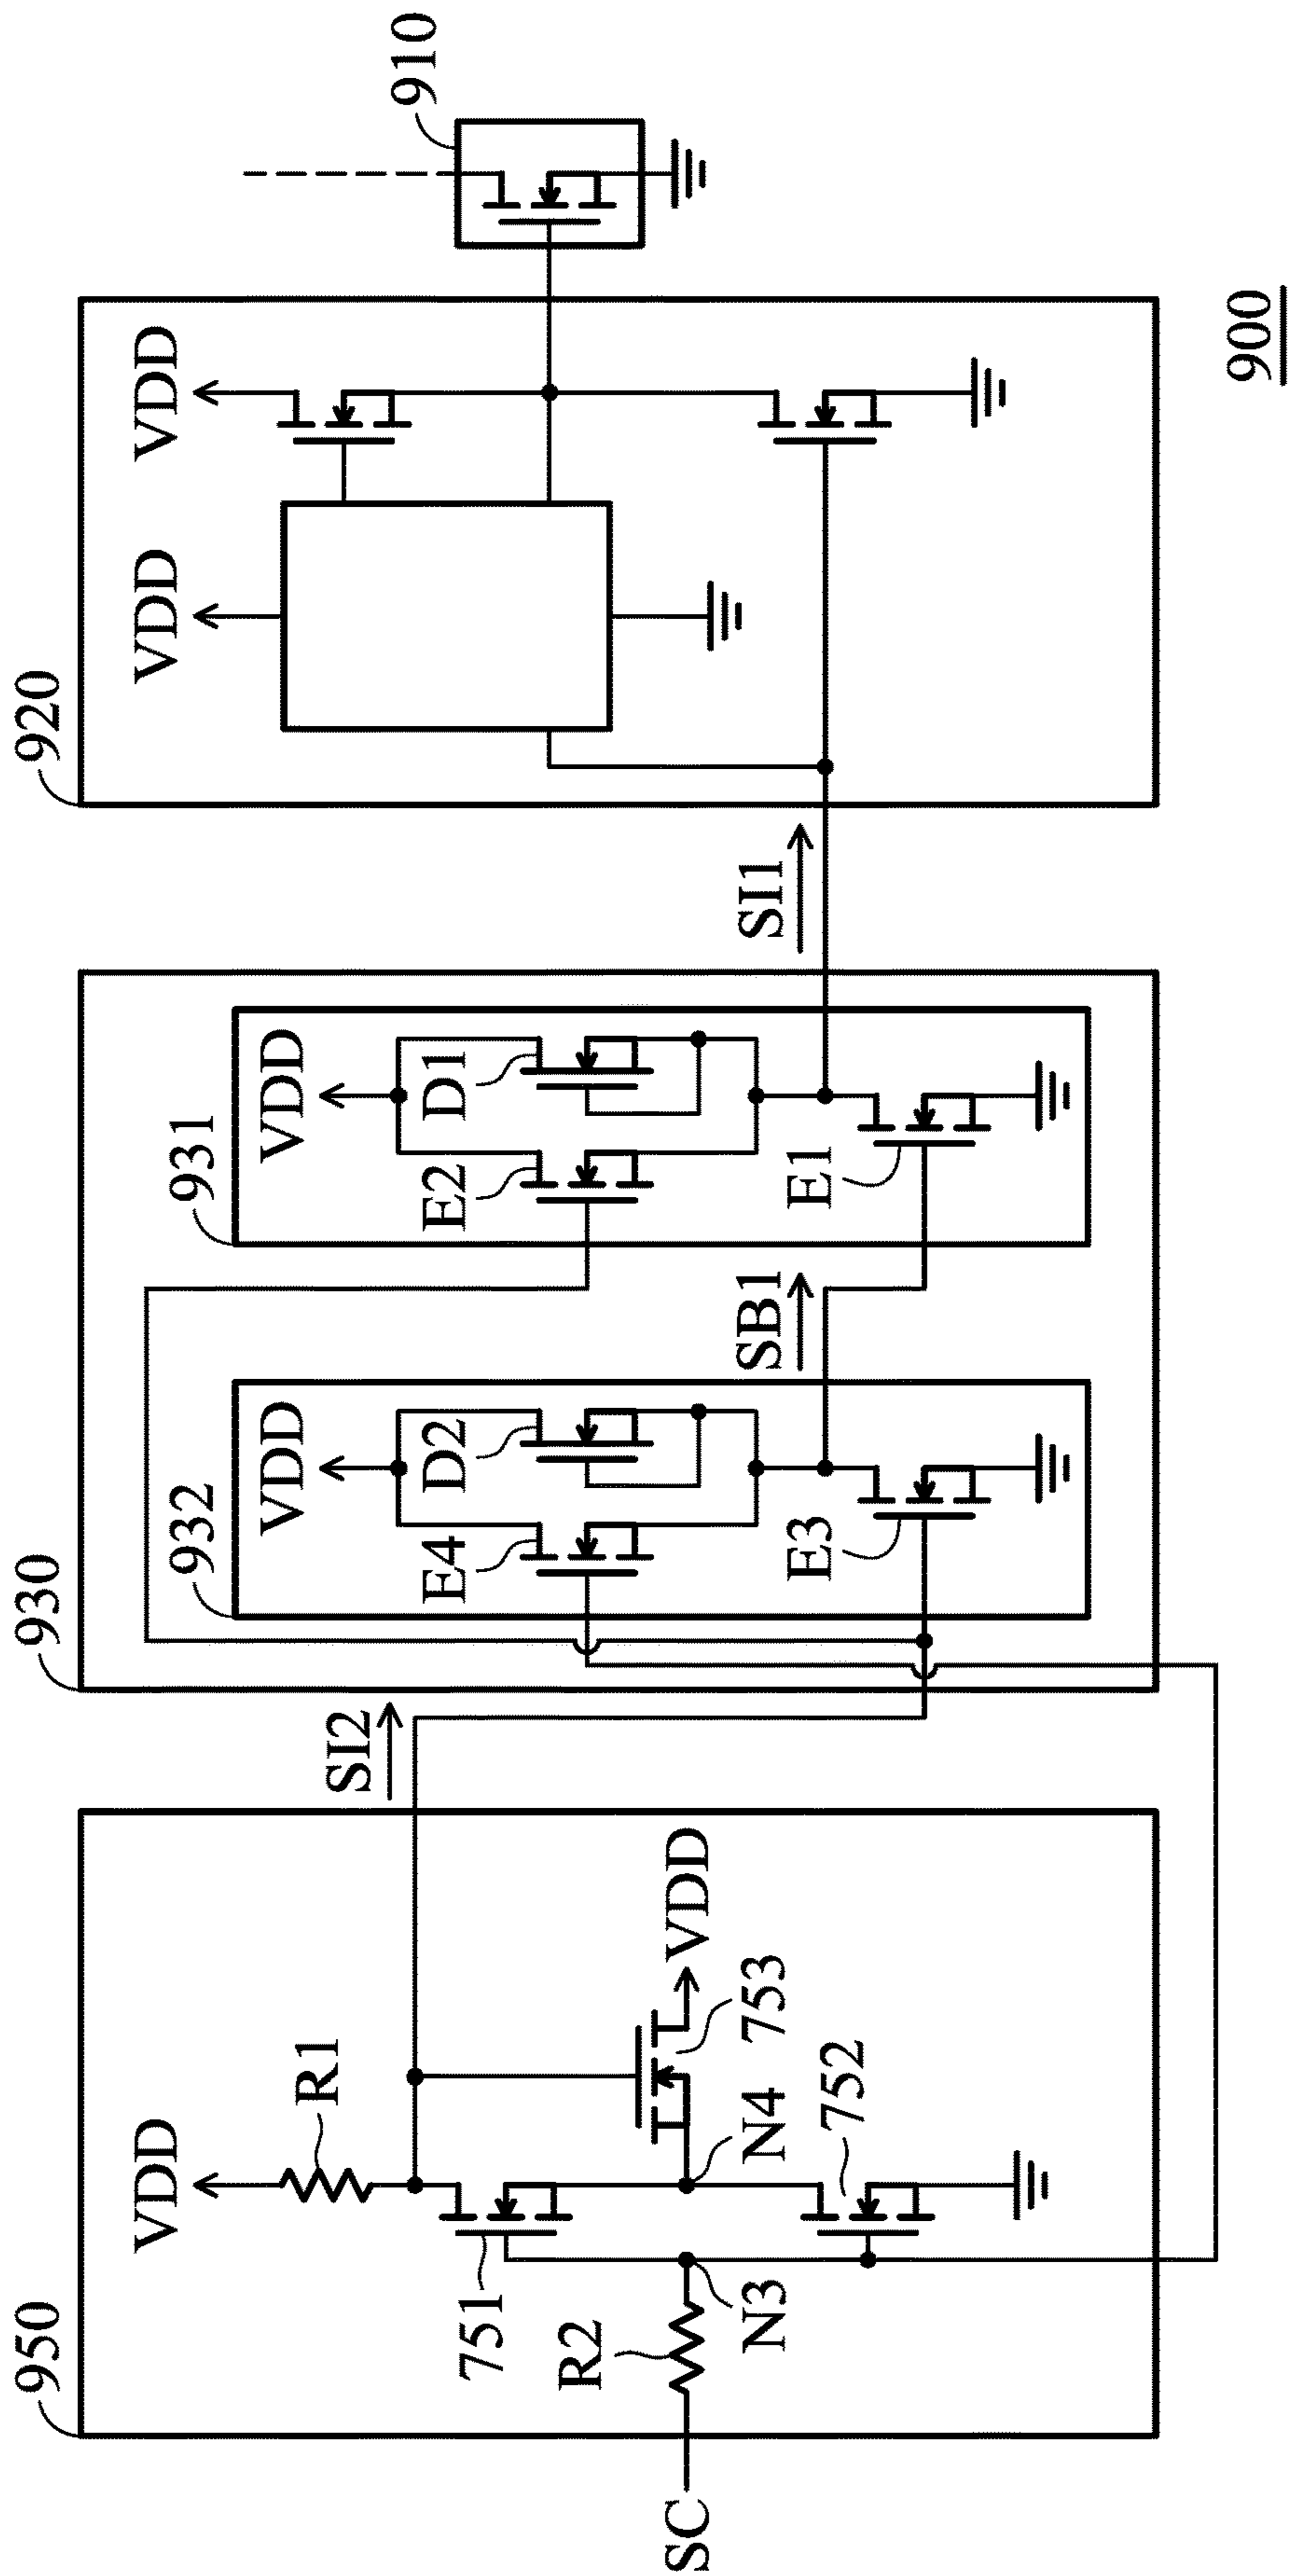 950
SC
R2
N3
751
VDD
R1
N4
752
753
VDD
SI2
930
932
VDD
E4
D2
E3
SB1
931
VDD
E2
D1
E1
SI1
920
VDD
VDD
910
900